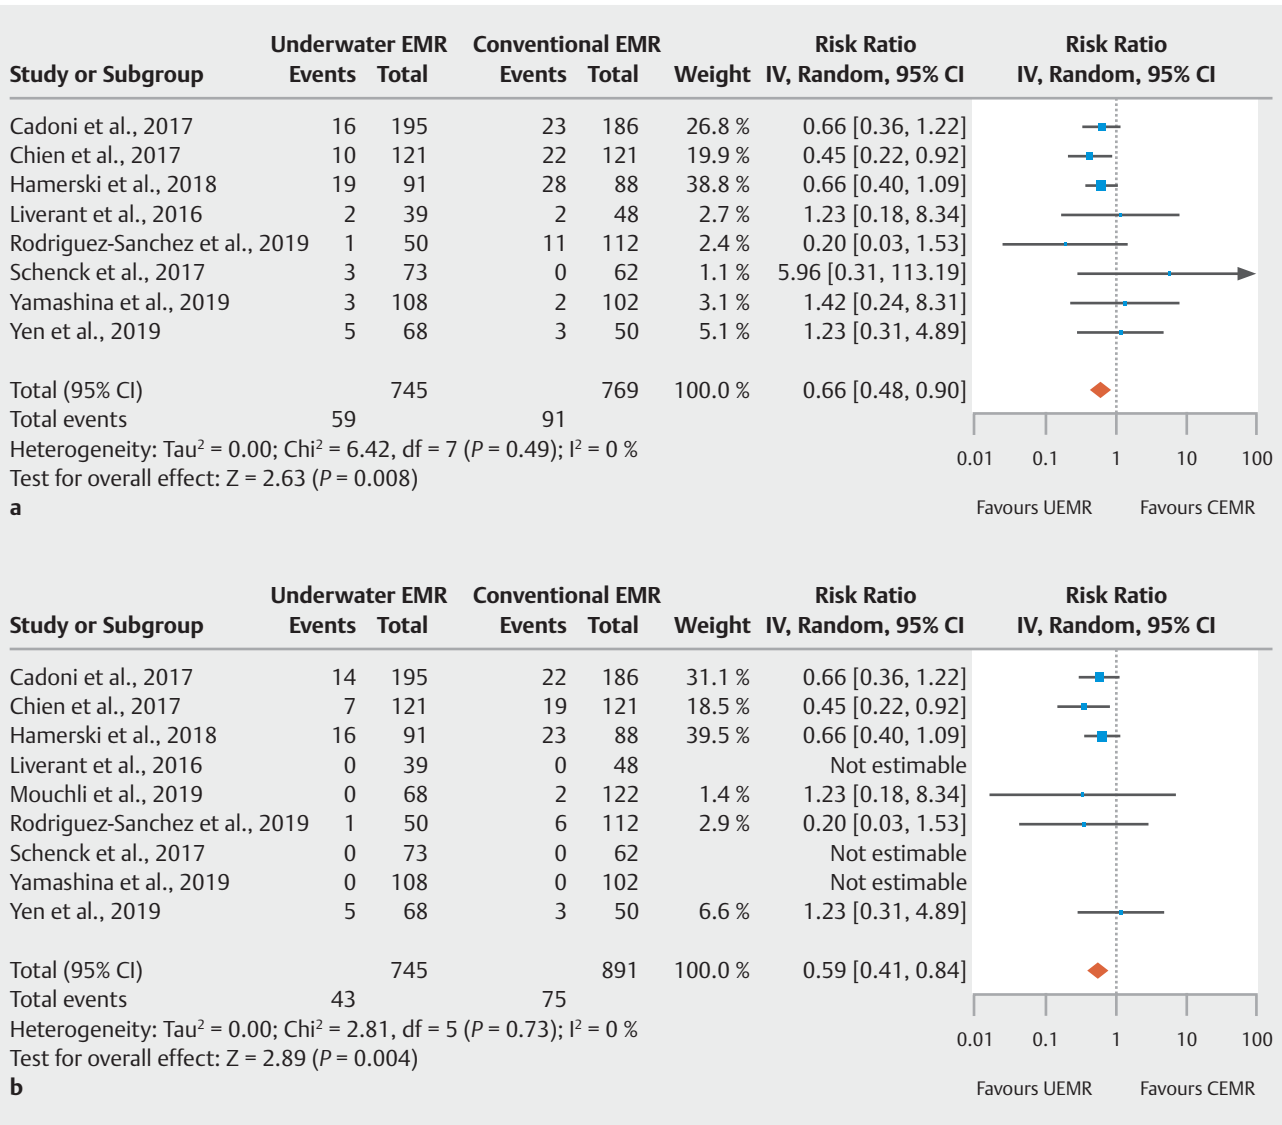 Underwater EMR Conventional EMR Risk Ratio Risk Ratio
Study or Subgroup Events Total Events Total Weight IV, Random, 95% CI IV, Random, 95% CI
Cadoni et al., 2017 16 195 23 186 26.8 % 0.66 [0.36, 1.22]
Chien et al., 2017 10 121 22 121 19.9 % 0.45 [0.22, 0.92]
Hamerski et al., 2018 19 91 28 88 38.8 % 0.66 [0.40, 1.09]
Liverant et al., 2016 2 39 2 48 2.7 % 1.23 [0.18, 8.34]
Rodriguez-Sanchez et al., 2019 1 50 11 112 2.4 % 0.20 [0.03, 1.53]
Schenck et al., 2017 3 73 0 62 1.1 % 5.96 [0.31, 113.19]
Yamashina et al., 2019 3 108 2 102 3.1 % 1.42 [0.24, 8.31]
Yen et al., 2019 5 68 3 50 5.1 % 1.23 [0.31, 4.89]
Total (95% CI) 745 769 100.0 % 0.66 [0.48, 0.90]
Total events 59 91
Heterogeneity: Tau² = 0.00; Chi² = 6.42, df = 7 (P = 0.49); I² = 0 %
Test for overall effect: Z = 2.63 (P = 0.008)
0.01 0.1 1 10 100
Favours UEMR Favours CEMR
a
Underwater EMR Conventional EMR Risk Ratio Risk Ratio
Study or Subgroup Events Total Events Total Weight IV, Random, 95% CI IV, Random, 95% CI
Cadoni et al., 2017 14 195 22 186 31.1 % 0.66 [0.36, 1.22]
Chien et al., 2017 7 121 19 121 18.5 % 0.45 [0.22, 0.92]
Hamerski et al., 2018 16 91 23 88 39.5 % 0.66 [0.40, 1.09]
Liverant et al., 2016 0 39 0 48 Not estimable
Mouchli et al., 2019 0 68 2 122 1.4 % 1.23 [0.18, 8.34]
Rodriguez-Sanchez et al., 2019 1 50 6 112 2.9 % 0.20 [0.03, 1.53]
Schenck et al., 2017 0 73 0 62 Not estimable
Yamashina et al., 2019 0 108 0 102 Not estimable
Yen et al., 2019 5 68 3 50 6.6 % 1.23 [0.31, 4.89]
Total (95% CI) 745 891 100.0 % 0.59 [0.41, 0.84]
Total events 43 75
Heterogeneity: Tau² = 0.00; Chi² = 2.81, df = 5 (P = 0.73); I² = 0 %
Test for overall effect: Z = 2.89 (P = 0.004)
0.01 0.1 1 10 100
Favours UEMR Favours CEMR
b